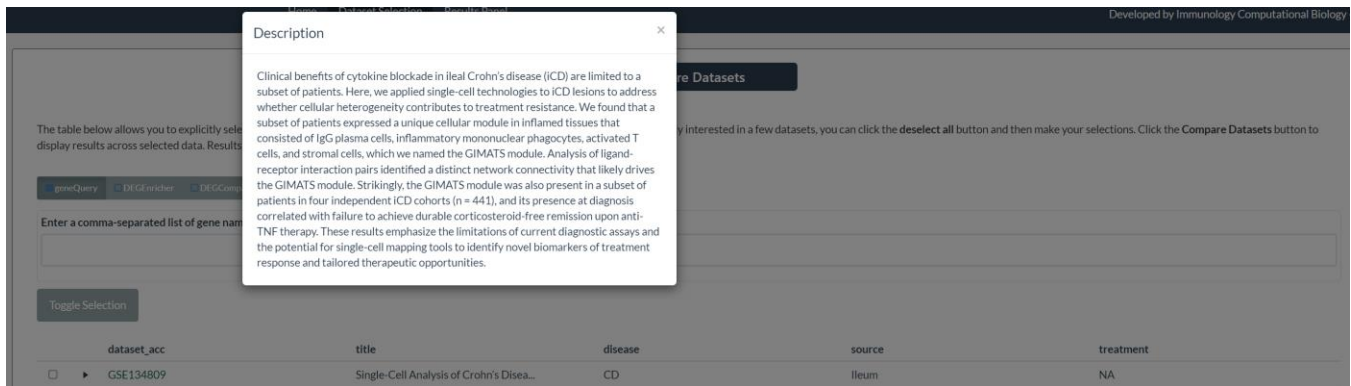 Home Dataset Selection Results Panel
Developed by Immunology Computational Biology
Description
×
Clinical benefits of cytokine blockade in ileal Crohn's disease (iCD) are limited to a
subset of patients. Here, we applied single-cell technologies to iCD lesions to address
whether cellular heterogeneity contributes to treatment resistance. We found that a
subset of patients expressed a unique cellular module in inflamed tissues that
consisted of IgG plasma cells, inflammatory mononuclear phagocytes, activated T
cells, and stromal cells, which we named the GIMATS module. Analysis of ligand-
receptor interaction pairs identified a distinct network connectivity that likely drives
the GIMATS module. Strikingly, the GIMATS module was also present in a subset of
patients in four independent iCD cohorts (n = 441), and its presence at diagnosis
correlated with failure to achieve durable corticosteroid-free remission upon anti-
TNF therapy. These results emphasize the limitations of current diagnostic assays and
the potential for single-cell mapping tools to identify novel biomarkers of treatment
response and tailored therapeutic opportunities.
re Datasets
The table below allows you to explicitly sele
y interested in a few datasets, you can click the deselect all button and then make your selections. Click the Compare Datasets button to
display results across selected data. Results
geneQuery DEGEnricher DEGComp
Enter a comma-separated list of gene nam
Toggle Selection
dataset_acc title disease source treatment
GSE134809 Single-Cell Analysis of Crohn's Disea... CD Ileum NA